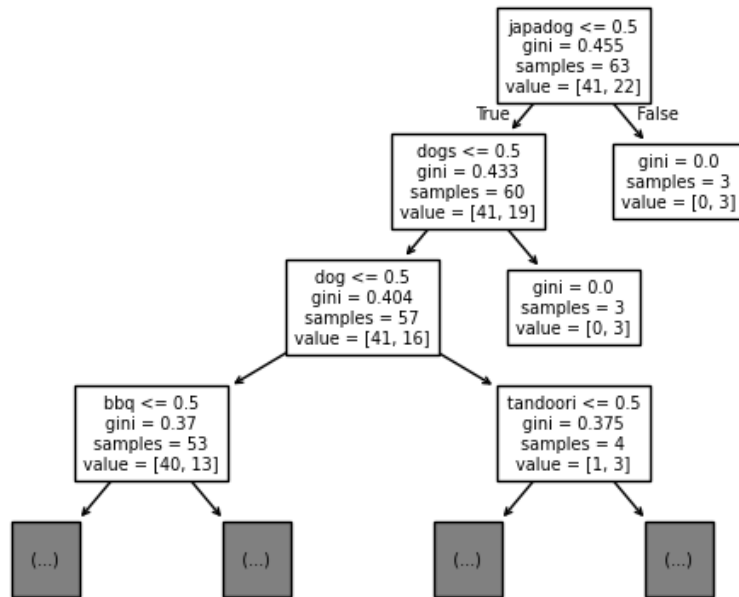 japadog <= 0.5
gini = 0.455
samples = 63
value = [41, 22]
True
False
dogs <= 0.5
gini = 0.433
samples = 60
value = [41, 19]
gini = 0.0
samples = 3
value = [0, 3]
dog <= 0.5
gini = 0.404
samples = 57
value = [41, 16]
gini = 0.0
samples = 3
value = [0, 3]
bbq <= 0.5
gini = 0.37
samples = 53
value = [40, 13]
tandoori <= 0.5
gini = 0.375
samples = 4
value = [1, 3]
(...)
(...)
(...)
(...)